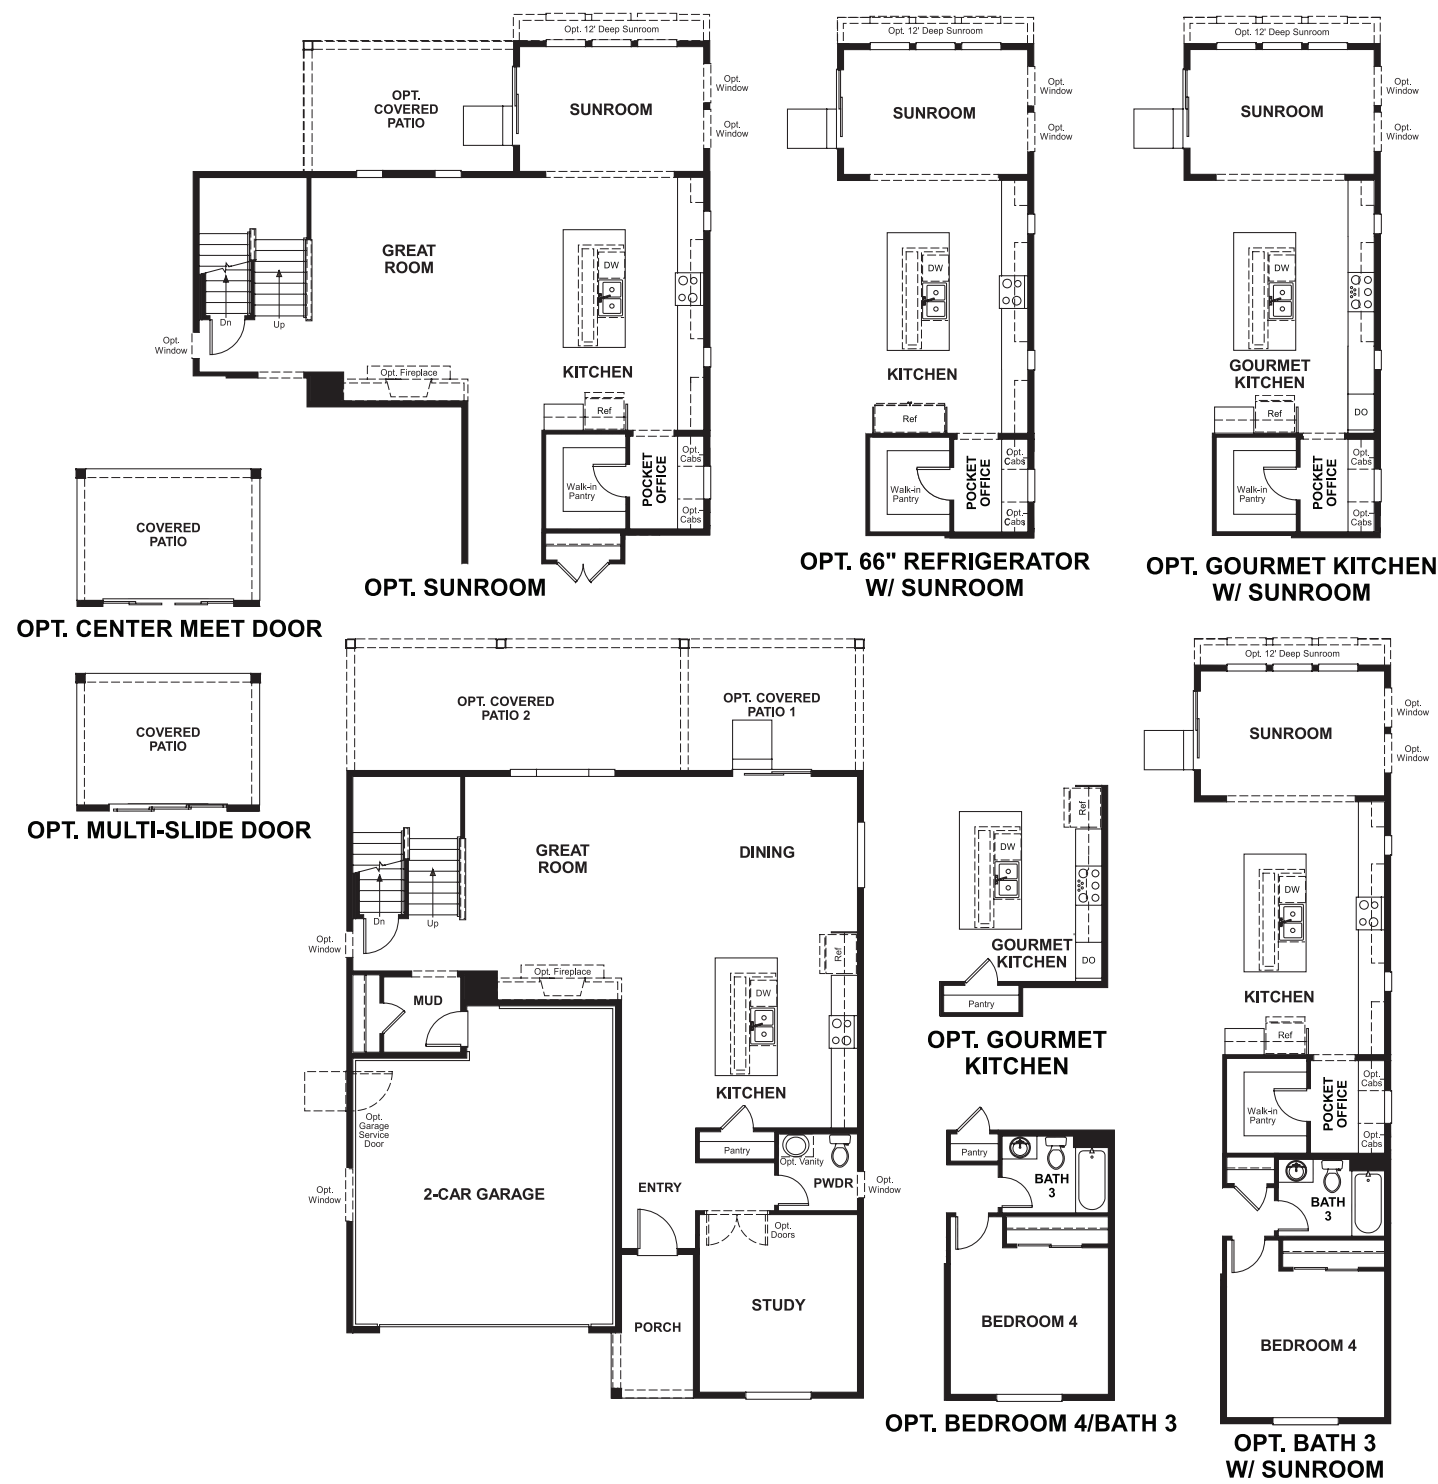 Opt. 12' Deep Sunroom
OPT.
COVERED
PATIO
SUNROOM
Opt.
Window
Opt.
Window
GREAT
ROOM
DW
Dn
Up
Opt.
Window
Opt. Fireplace
KITCHEN
Ref
Walk-in
Pantry
POCKET
OFFICE
Opt.
Cabs
Opt.
Cabs
OPT. SUNROOM
Opt. 12' Deep Sunroom
SUNROOM
Opt.
Window
Opt.
Window
DW
KITCHEN
Ref
Walk-in
Pantry
POCKET
OFFICE
Opt.
Cabs
Opt.
Cabs
OPT. 66" REFRIGERATOR
W/ SUNROOM
Opt. 12' Deep Sunroom
SUNROOM
Opt.
Window
Opt.
Window
DW
GOURMET
KITCHEN
Ref
DO
Walk-in
Pantry
POCKET
OFFICE
Opt.
Cabs
Opt.
Cabs
OPT. GOURMET KITCHEN
W/ SUNROOM
COVERED
PATIO
OPT. CENTER MEET DOOR
COVERED
PATIO
OPT. MULTI-SLIDE DOOR
OPT. COVERED
PATIO 2
OPT. COVERED
PATIO 1
GREAT
ROOM
DINING
Dn
Up
Opt.
Window
Opt. Fireplace
Ref
MUD
DW
KITCHEN
Opt.
Garage
Service
Door
Pantry
Opt. Vanity
PWDR
Opt.
Window
Opt.
Window
2-CAR GARAGE
ENTRY
Opt.
Doors
STUDY
PORCH
Ref
DW
GOURMET
KITCHEN
DO
Pantry
OPT. GOURMET
KITCHEN
Pantry
BATH
3
BEDROOM 4
OPT. BEDROOM 4/BATH 3
Opt. 12' Deep Sunroom
SUNROOM
Opt.
Window
Opt.
Window
DW
KITCHEN
Ref
Walk-in
Pantry
POCKET
OFFICE
Opt.
Cabs
Opt.
Cabs
BATH
3
BEDROOM 4
OPT. BATH 3
W/ SUNROOM